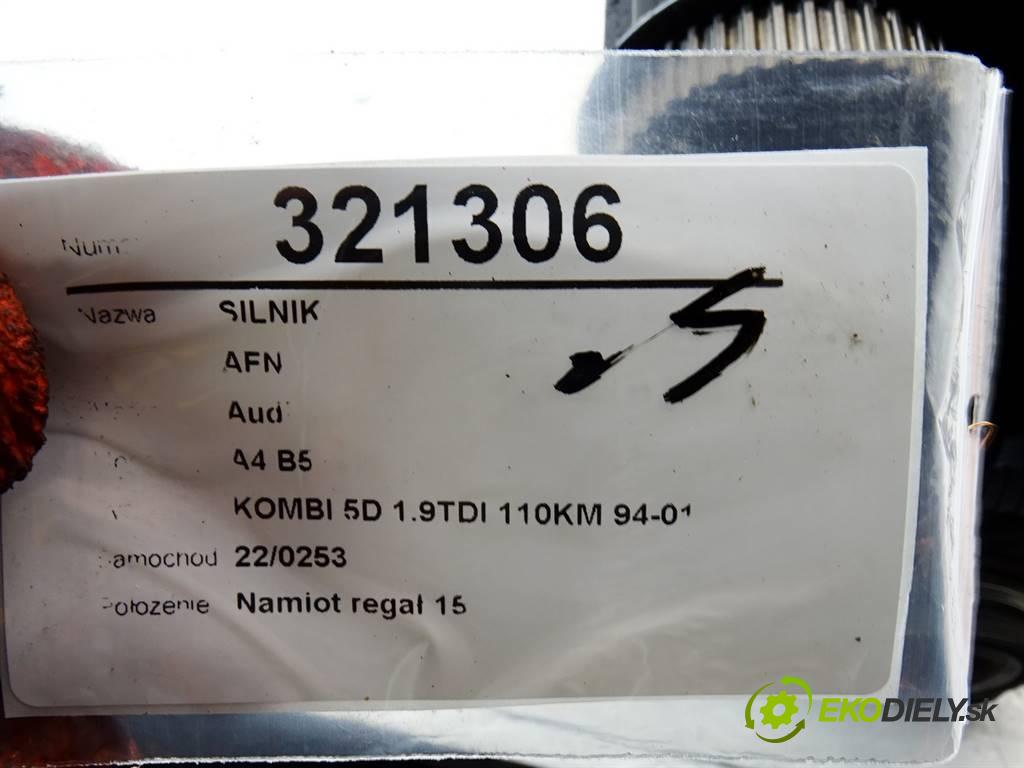 321306
Nazwa SILNIK
AFN
Audi
A4 B5
KOMBI 5D 1.9TDI 110KM 94-01
Samochod 22/0253
Położenie Namiot regał 15
EKODIELY.sk